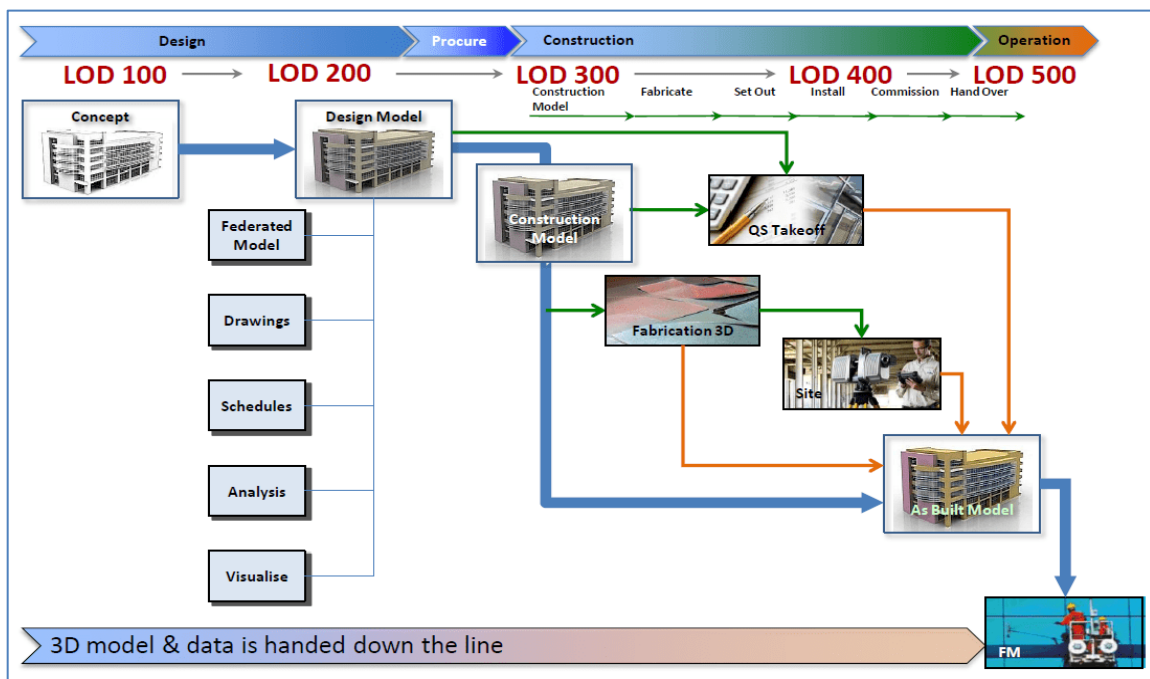 Design
Procure
Construction
Operation
LOD 100
LOD 200
LOD 300
LOD 400
LOD 500
Construction
Model
Fabricate
Set Out
Install
Commission
Hand Over
Concept
Design Model
Construction
Model
QS Takeoff
Federated
Model
Drawings
Fabrication 3D
Schedules
Site
Analysis
As Built Model
Visualise
3D model & data is handed down the line
FM